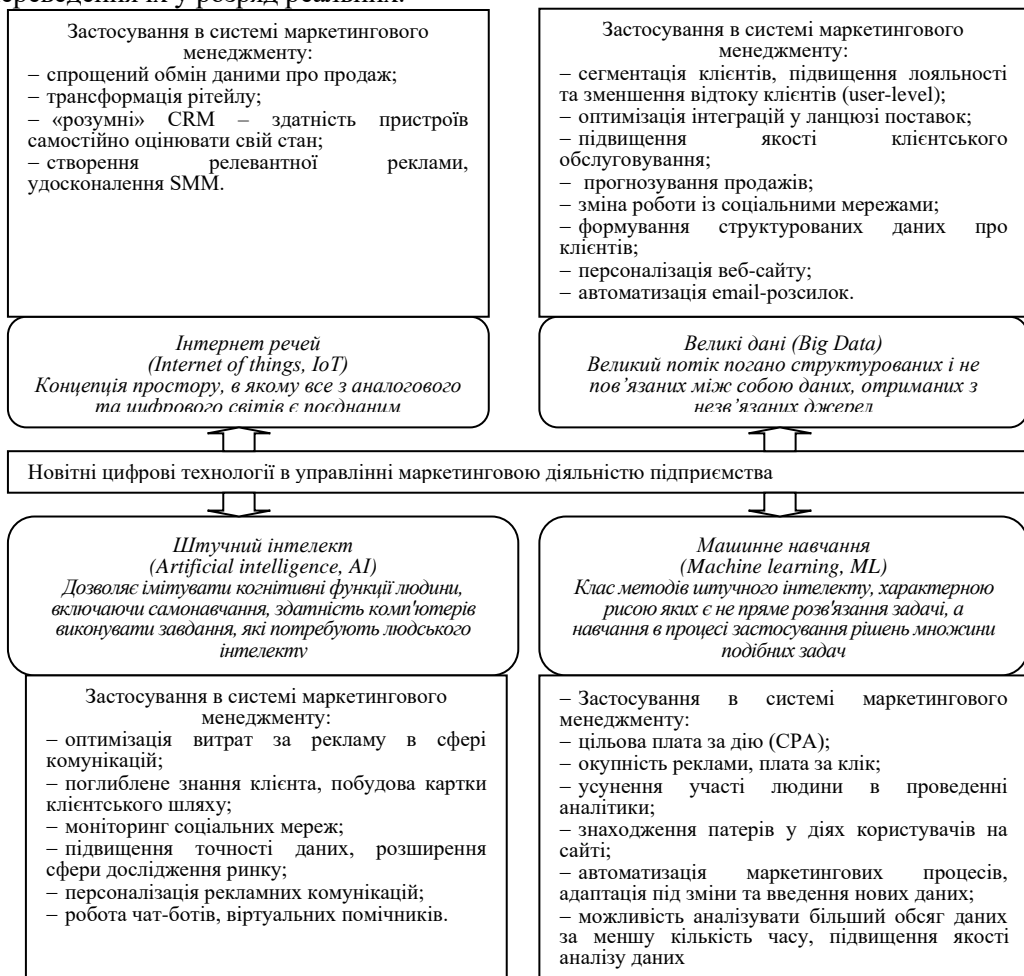 переведення їх у розряд реальних.
Застосування в системі маркетингового
менеджменту:
– спрощений обмін даними про продаж;
– трансформація рітейлу;
– «розумні» CRM – здатність пристроїв
самостійно оцінювати свій стан;
– створення релевантної реклами,
удосконалення SMM.
Застосування в системі маркетингового
менеджменту:
– сегментація клієнтів, підвищення лояльності
та зменшення відтоку клієнтів (user-level);
– оптимізація інтеграцій у ланцюзі поставок;
– підвищення якості клієнтського
обслуговування;
– прогнозування продажів;
– зміна роботи із соціальними мережами;
– формування структурованих даних про
клієнтів;
– персоналізація веб-сайту;
– автоматизація email-розсилок.
Інтернет речей
(Internet of things, IoT)
Концепція простору, в якому все з аналогового
та цифрового світів є поєднаним
Великі дані (Big Data)
Великий потік погано структурованих і не
пов’язаних між собою даних, отриманих з
незв’язаних джерел
Новітні цифрові технології в управлінні маркетинговою діяльністю підприємства
Штучний інтелект
(Artificial intelligence, AI)
Дозволяє імітувати когнітивні функції людини,
включаючи самонавчання, здатність комп'ютерів
виконувати завдання, які потребують людського
інтелекту
Машинне навчання
(Machine learning, ML)
Клас методів штучного інтелекту, характерною
рисою яких є не пряме розв'язання задачі, а
навчання в процесі застосування рішень множини
подібних задач
Застосування в системі маркетингового
менеджменту:
– оптимізація витрат за рекламу в сфері
комунікацій;
– поглиблене знання клієнта, побудова картки
клієнтського шляху;
– моніторинг соціальних мереж;
– підвищення точності даних, розширення
сфери дослідження ринку;
– персоналізація рекламних комунікацій;
– робота чат-ботів, віртуальних помічників.
– Застосування в системі маркетингового
менеджменту:
– цільова плата за дію (CPA);
– окупність реклами, плата за клік;
– усунення участі людини в проведенні
аналітики;
– знаходження патерів у діях користувачів на
сайті;
– автоматизація маркетингових процесів,
адаптація під зміни та введення нових даних;
– можливість аналізувати більший обсяг даних
за меншу кількість часу, підвищення якості
аналізу даних